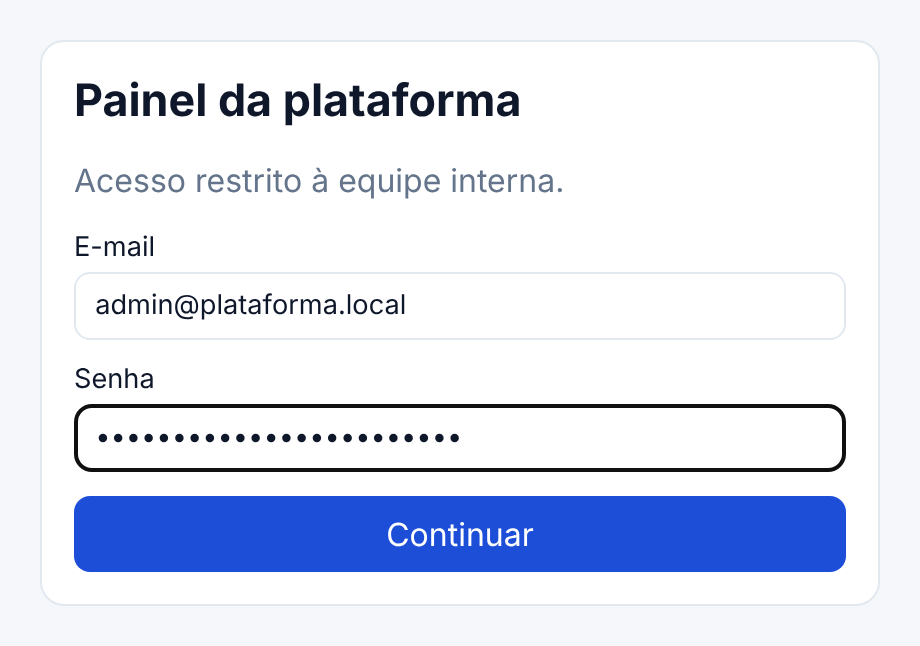 Painel da plataforma
Acesso restrito à equipe interna.
E-mail
admin@plataforma.local
Senha
••••••••••••••••••••••••
Continuar